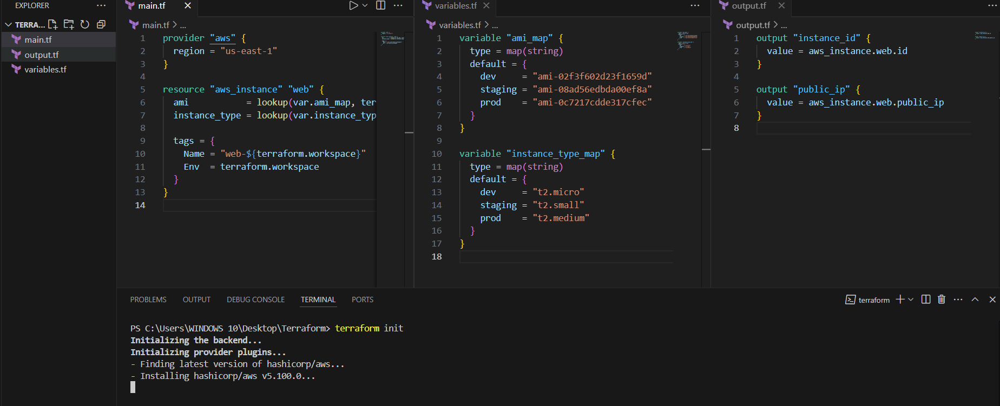 EXPLORER
TERRA...
main.tf
output.tf
variables.tf
main.tf
main.tf > ...
1 provider "aws" {
2 region = "us-east-1"
3 }
4
5 resource "aws_instance" "web" {
6 ami = lookup(var.ami_map, ter
7 instance_type = lookup(var.instance_typ
8
9 tags = {
10 Name = "web-${terraform.workspace}"
11 Env = terraform.workspace
12 }
13 }
14
variables.tf
variables.tf > ...
1 variable "ami_map" {
2 type = map(string)
3 default = {
4 dev = "ami-02f3f602d23f1659d"
5 staging = "ami-08ad56edbda00ef8a"
6 prod = "ami-0c7217cdde317cfec"
7 }
8 }
9
10 variable "instance_type_map" {
11 type = map(string)
12 default = {
13 dev = "t2.micro"
14 staging = "t2.small"
15 prod = "t2.medium"
16 }
17 }
18
output.tf
output.tf > ...
1 output "instance_id" {
2 value = aws_instance.web.id
3 }
4
5 output "public_ip" {
6 value = aws_instance.web.public_ip
7 }
8
PROBLEMS OUTPUT DEBUG CONSOLE TERMINAL PORTS
terraform
PS C:\Users\WINDOWS 10\Desktop\Terraform> terraform init
Initializing the backend...
Initializing provider plugins...
- Finding latest version of hashicorp/aws...
- Installing hashicorp/aws v5.100.0...